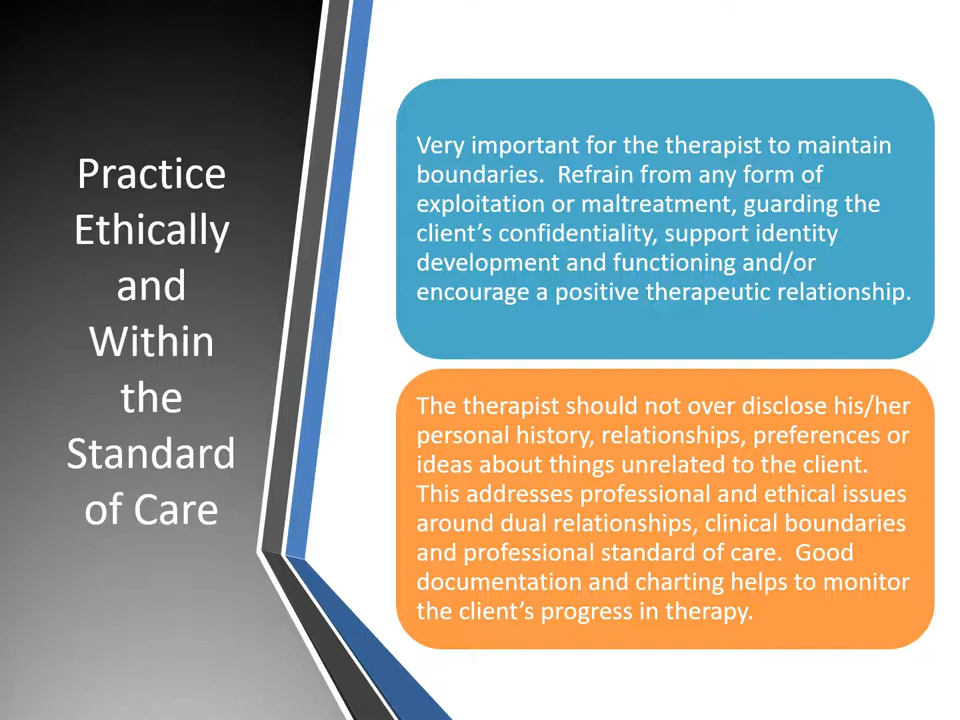 Practice
Ethically
and
Within
the
Standard
of Care
Very important for the therapist to maintain
boundaries.  Refrain from any form of
exploitation or maltreatment, guarding the
client’s confidentiality, support identity
development and functioning and/or
encourage a positive therapeutic relationship.
The therapist should not over disclose his/her
personal history, relationships, preferences or
ideas about things unrelated to the client.
This addresses professional and ethical issues
around dual relationships, clinical boundaries
and professional standard of care.  Good
documentation and charting helps to monitor
the client’s progress in therapy.